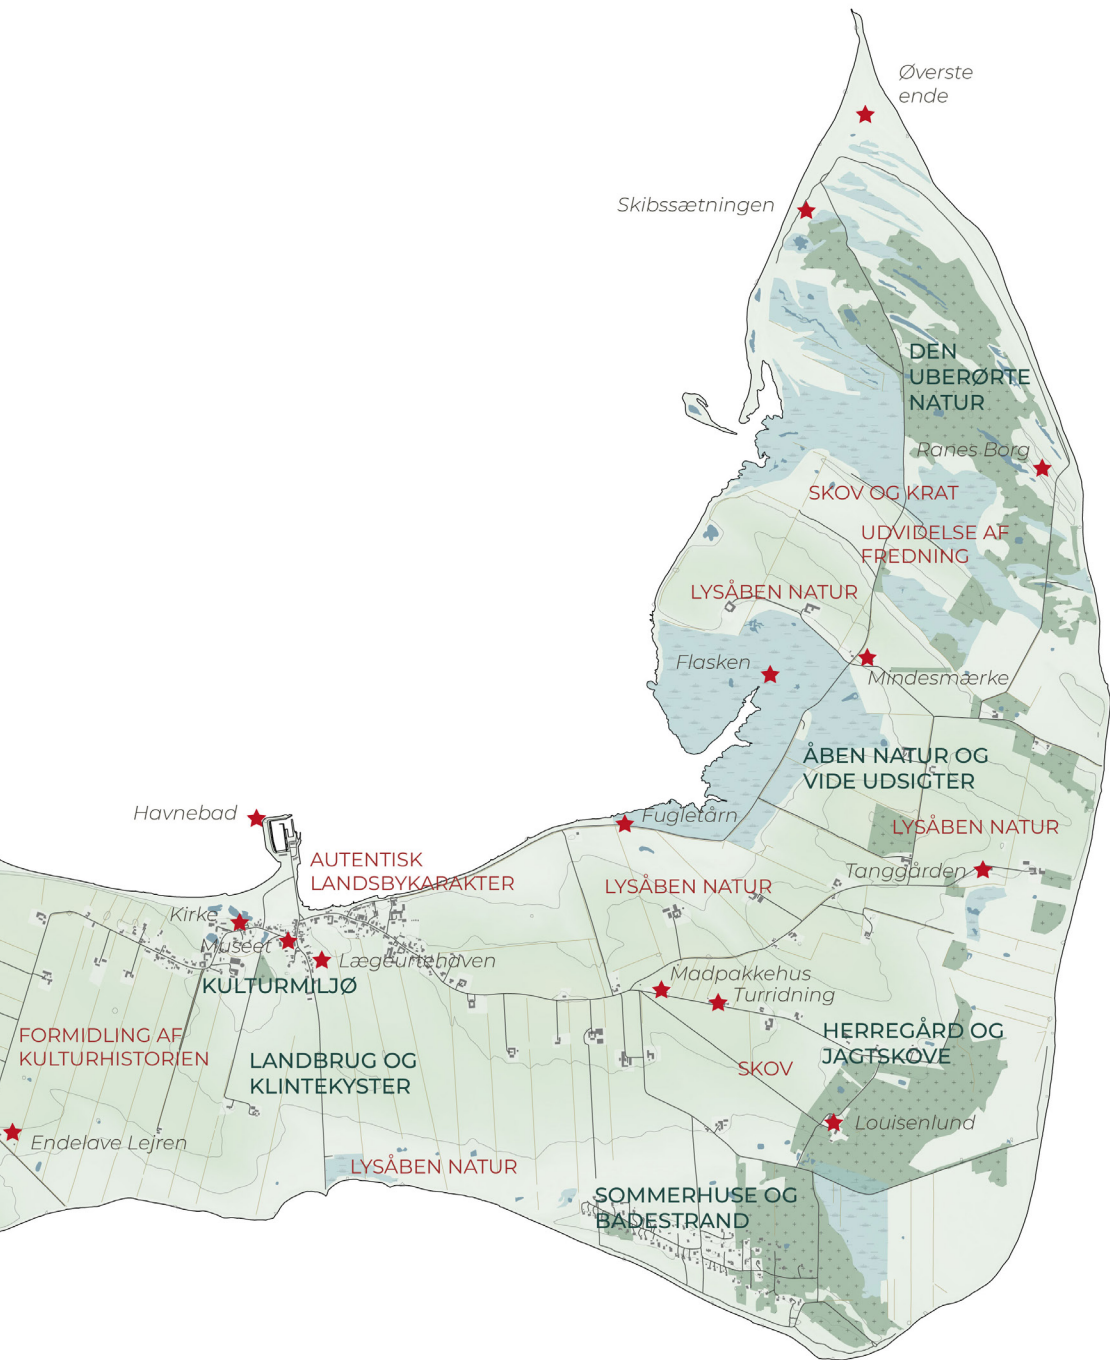 Øverste
ende
Skibssætningen
DEN
UBERØRTE
NATUR
Ranes Borg
SKOV OG KRAT
UDVIDELSE AF
FREDNING
LYSÅBEN NATUR
Flasken
Mindesmærke
ÅBEN NATUR OG
VIDE UDSIGTER
Havnebad
Fugletårn
LYSÅBEN NATUR
AUTENTISK
LANDSBYKARAKTER
Tanggården
LYSÅBEN NATUR
Kirke
Museet
Lægeurtehaven
KULTURMILJØ
Madpakkehus
Turridning
FORMIDLING AF
KULTURHISTORIEN
HERREGÅRD OG
JAGTSKOVE
LANDBRUG OG
KLINTEKYSTER
SKOV
Louisenlund
Endelave Lejren
LYSÅBEN NATUR
SOMMERHUSE OG
BADESTRAND